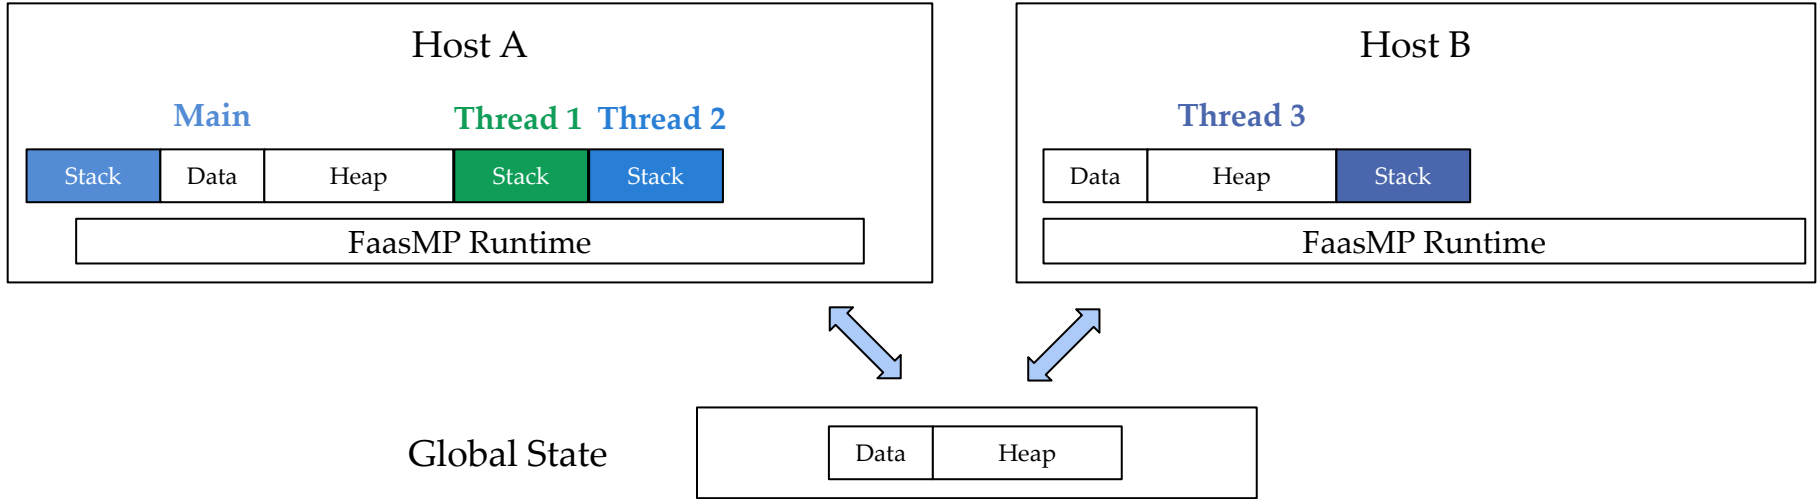 Host A
Main
Thread 1
Thread 2
Stack
Data
Heap
Stack
Stack
FaasMP Runtime
Host B
Thread 3
Data
Heap
Stack
FaasMP Runtime
Global State
Data
Heap